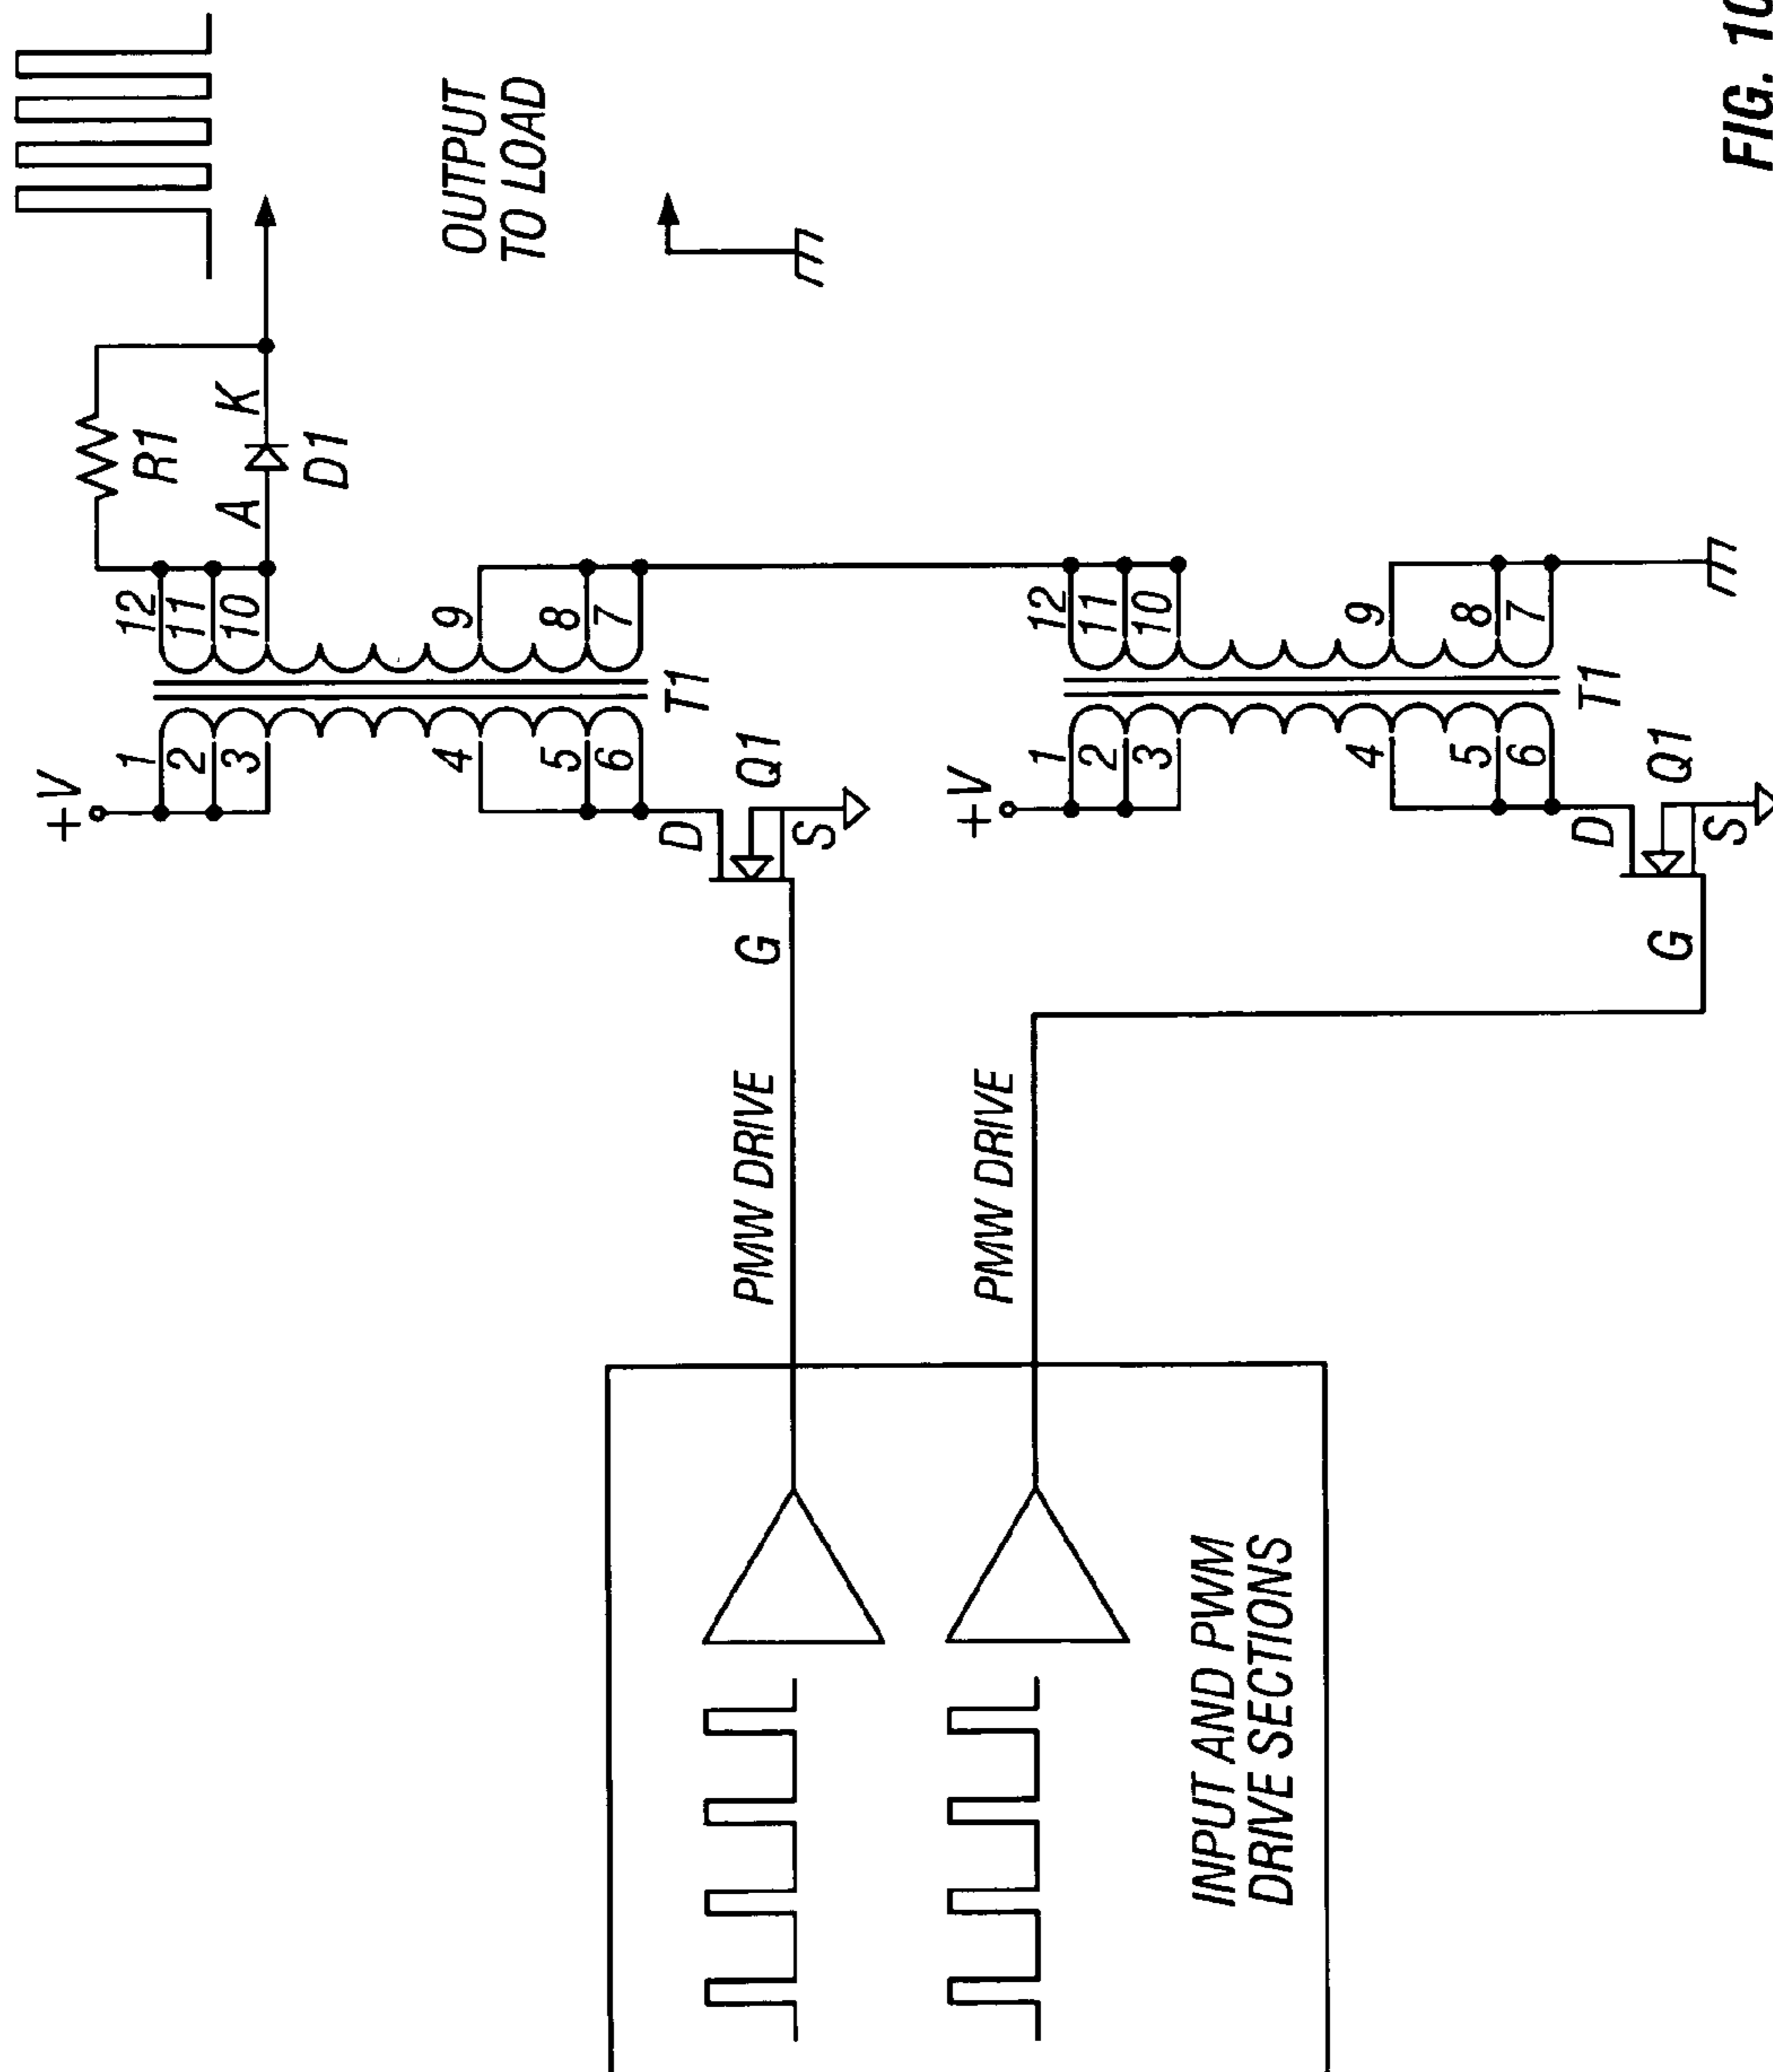 +V
1
2
3
4
5
6
12
11
10
9
8
7
T1
D
Q1
S
G
R1
A
K
D1
OUTPUT
TO LOAD
PMW DRIVE
PMW DRIVE
+V
1
2
3
4
5
6
12
11
10
9
8
7
T1
D
Q1
S
G
INPUT AND PWM
DRIVE SECTIONS
FIG. 10